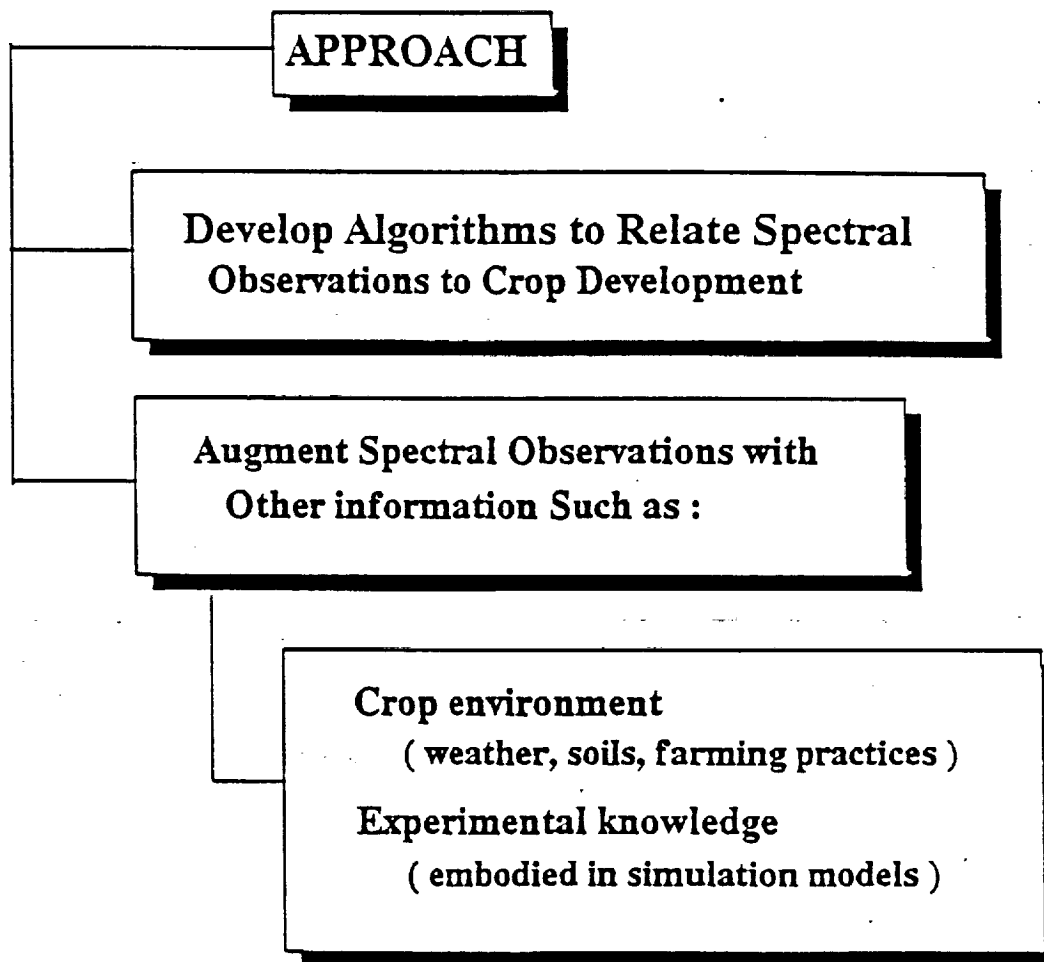 APPROACH
Develop Algorithms to Relate Spectral
Observations to Crop Development
Augment Spectral Observations with
Other information Such as :
Crop environment
( weather, soils, farming practices )
Experimental knowledge
( embodied in simulation models )